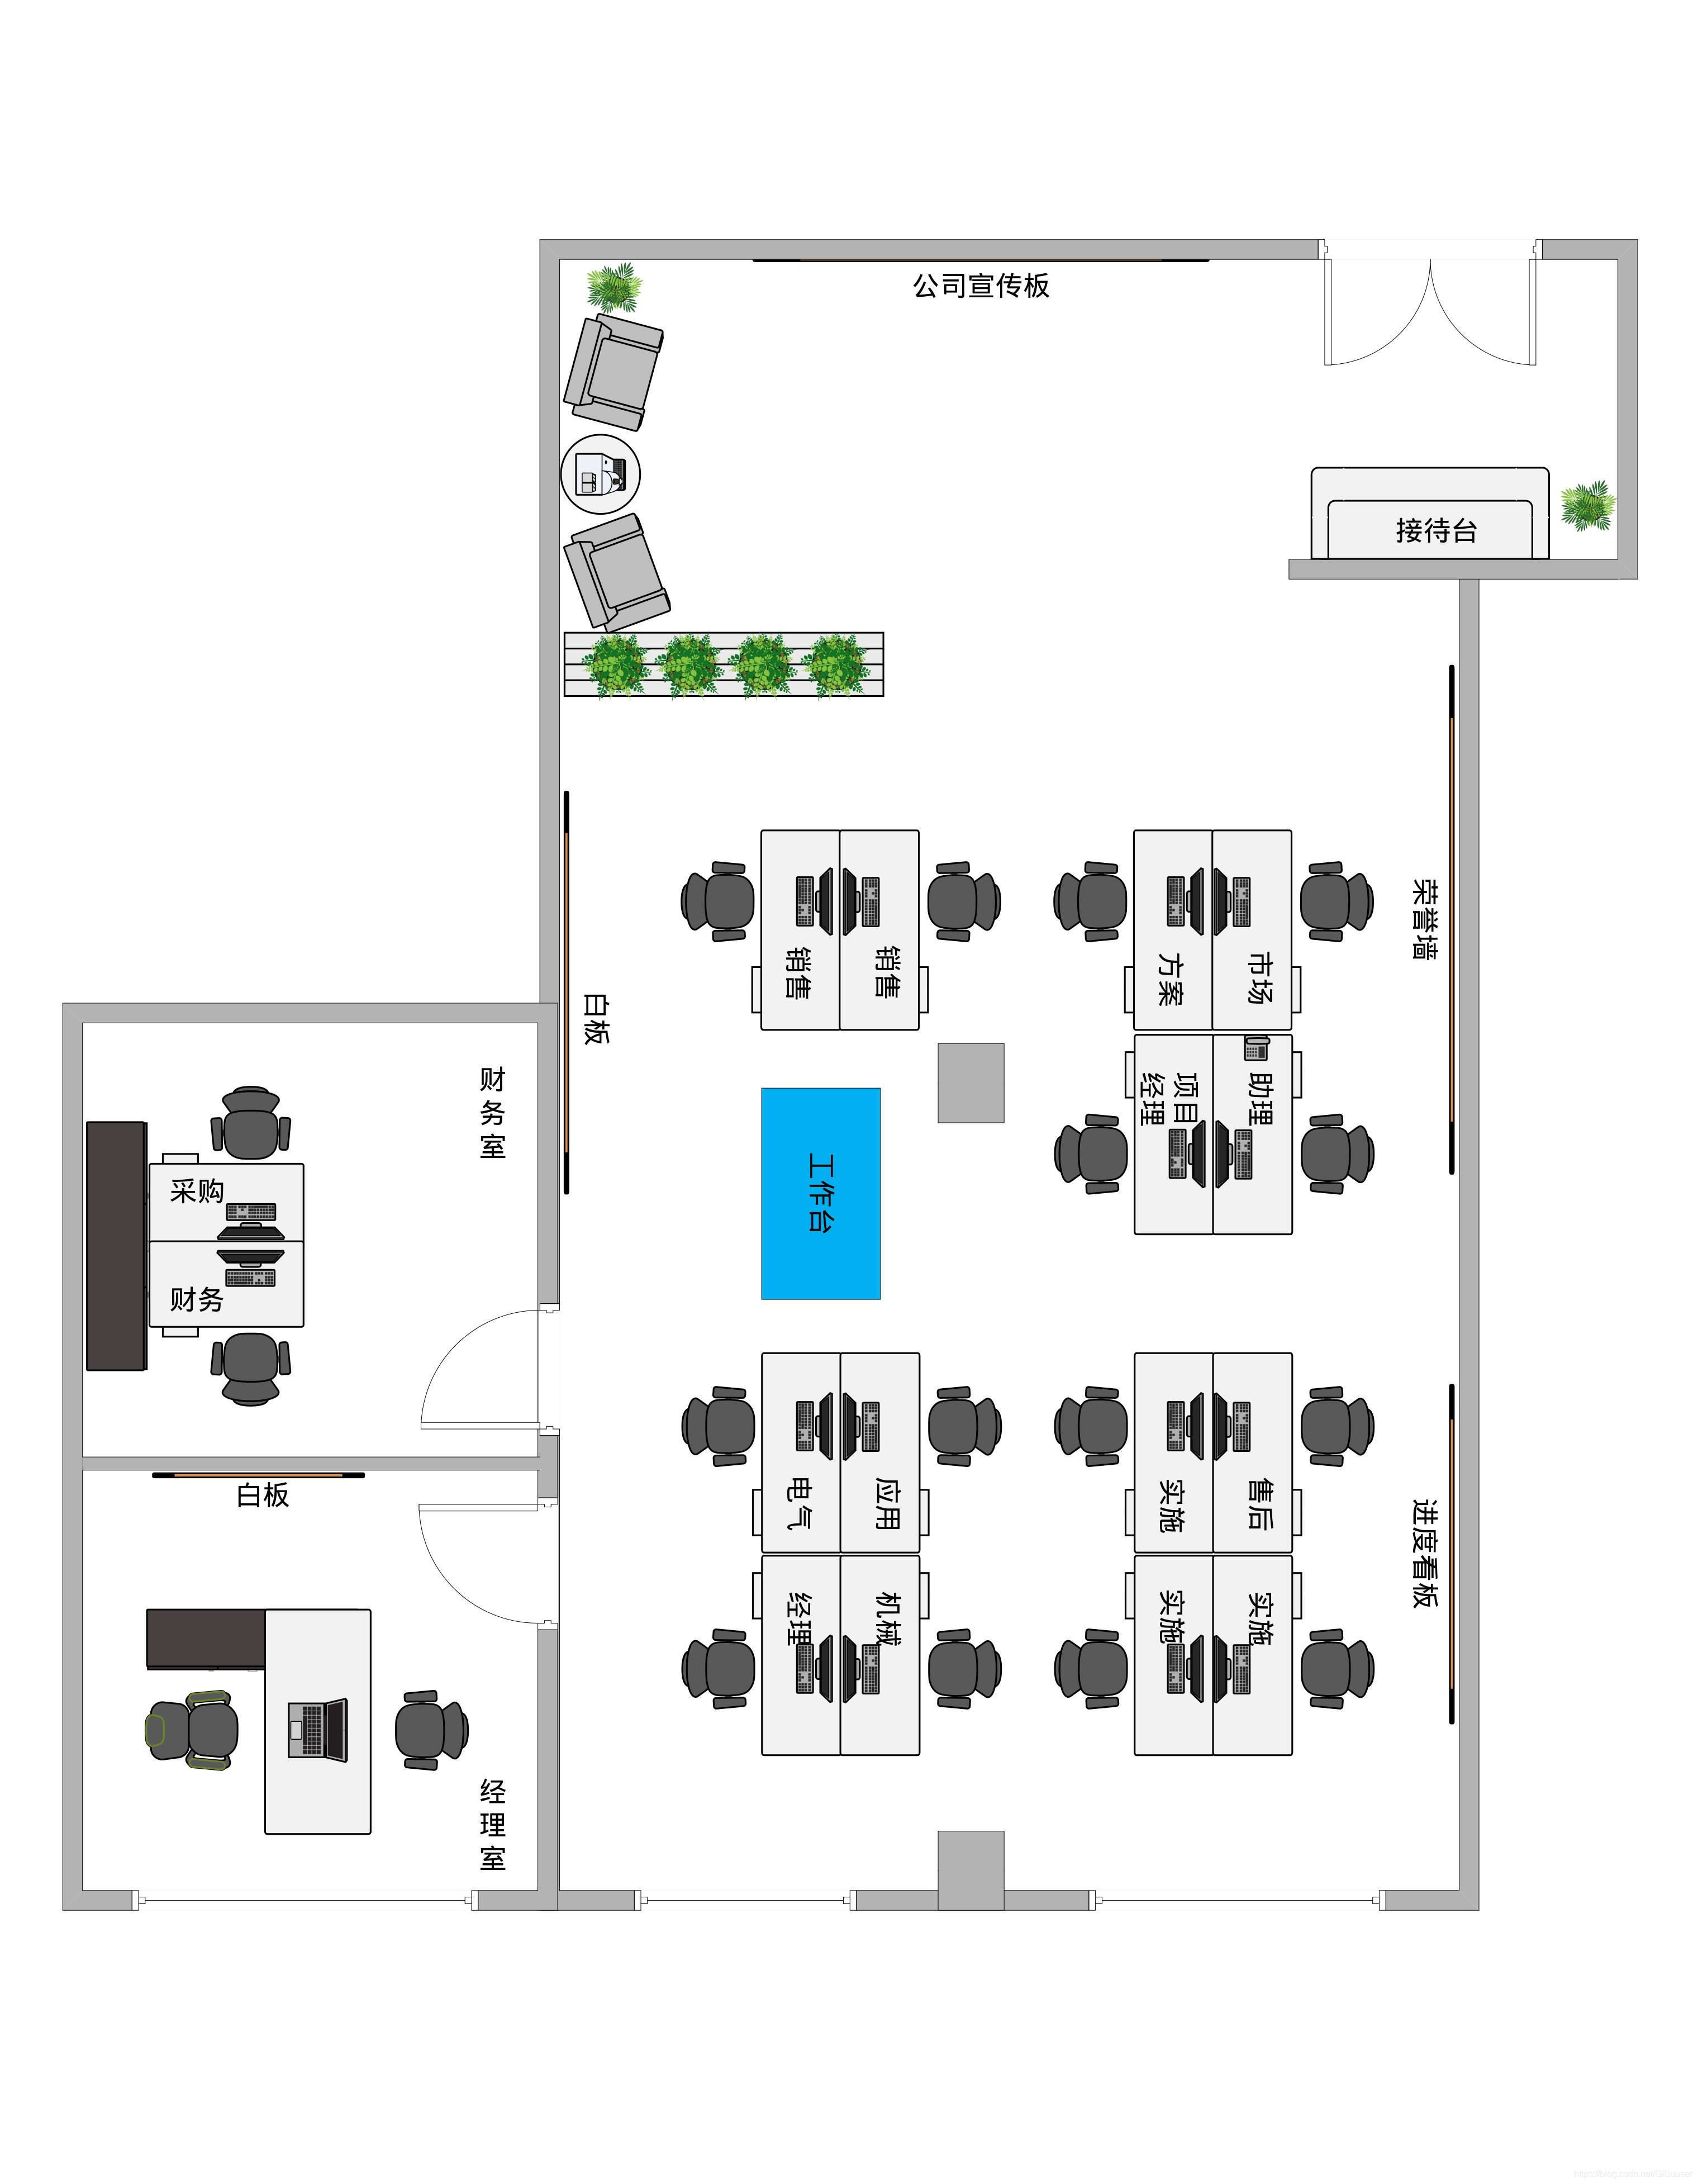 公司宣传板
接待台
荣誉墙
销售
销售
方案
市场
白板
项目
经理
助理
财
务
室
工作台
采购
财务
电气
应用
实施
售后
白板
进度看板
经理
机械
实施
实施
经
理
室